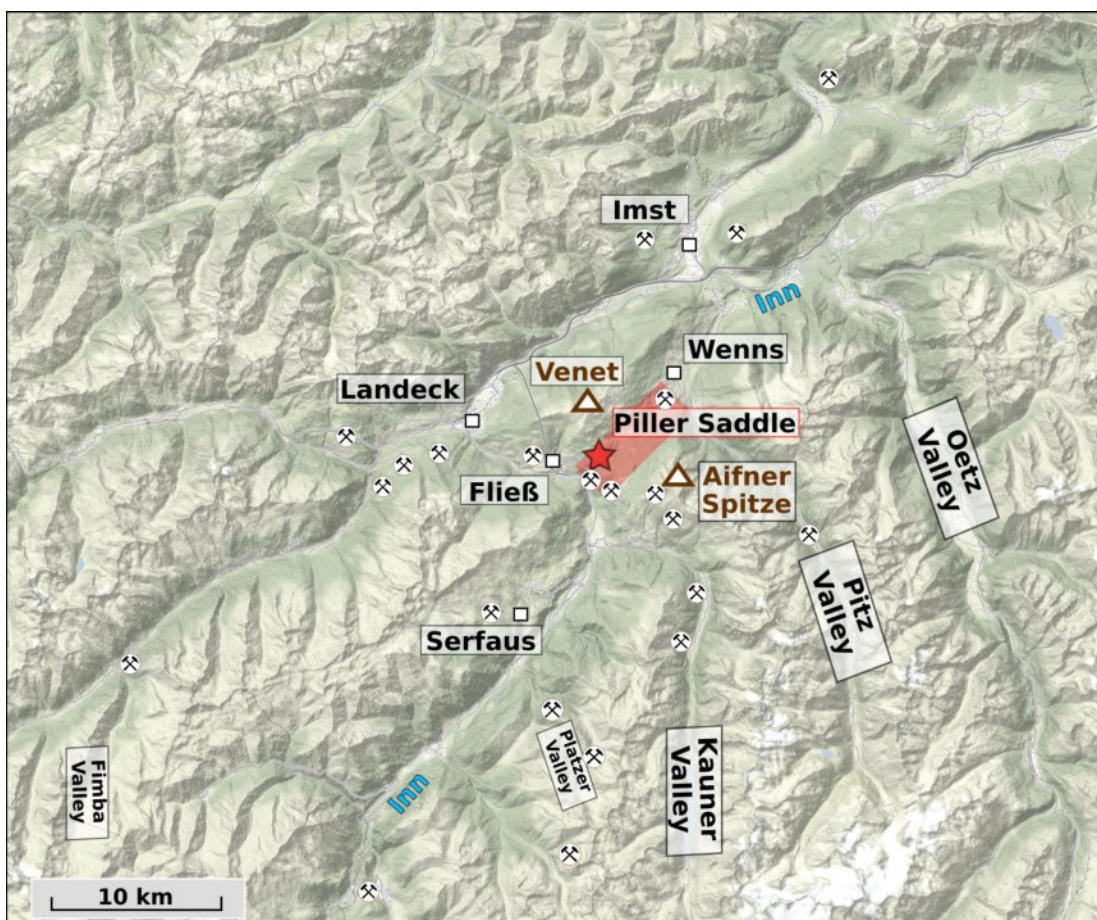 Imst
Inn
Wenns
Venet
Landeck
Piller Saddle
Fließ
Aifner
Spitze
Oetz
Valley
Pitz
Valley
Serfaus
Platzer
Valley
Kauner
Valley
Fimba
Valley
Inn
10 km